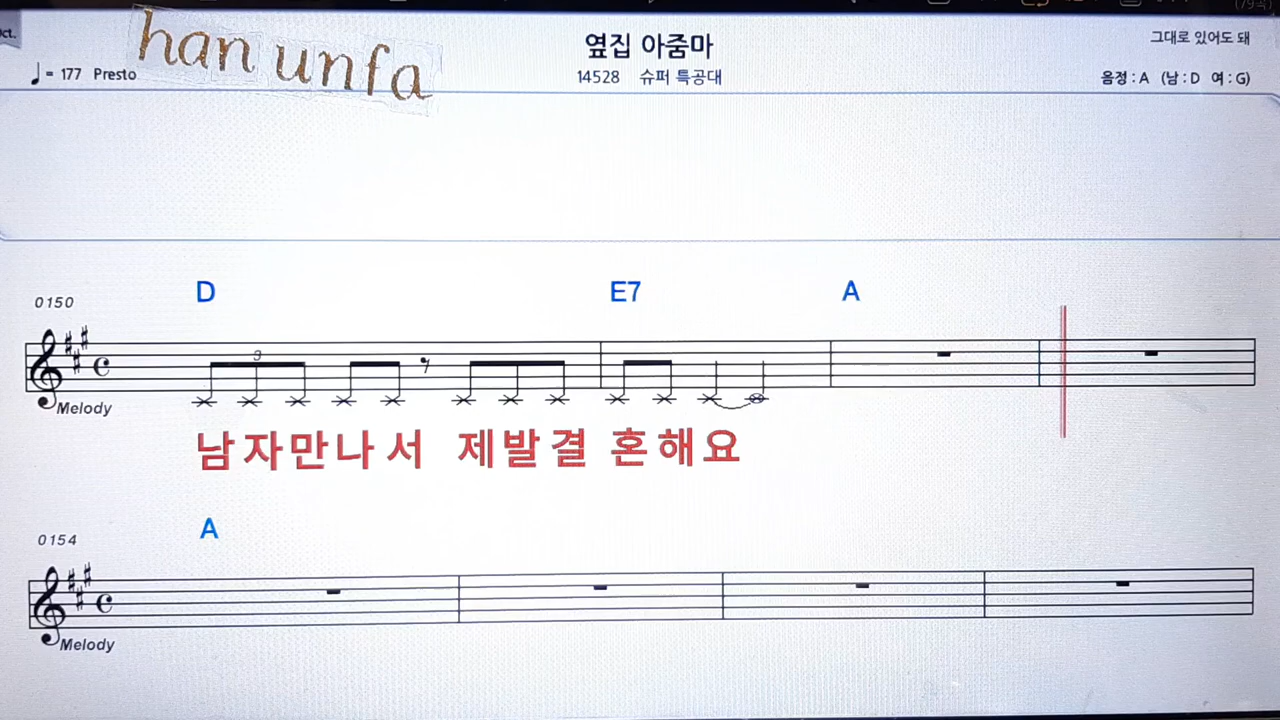 ct.
han unfa
옆집 아줌마
그대로 있어도 돼
♩= 177 Presto
14528 슈퍼 특공대
음정 : A (남 : D 여 : G)
D E7 A
0150
3
Melody
남자만나서 제발결 혼해요
A
0154
Melody